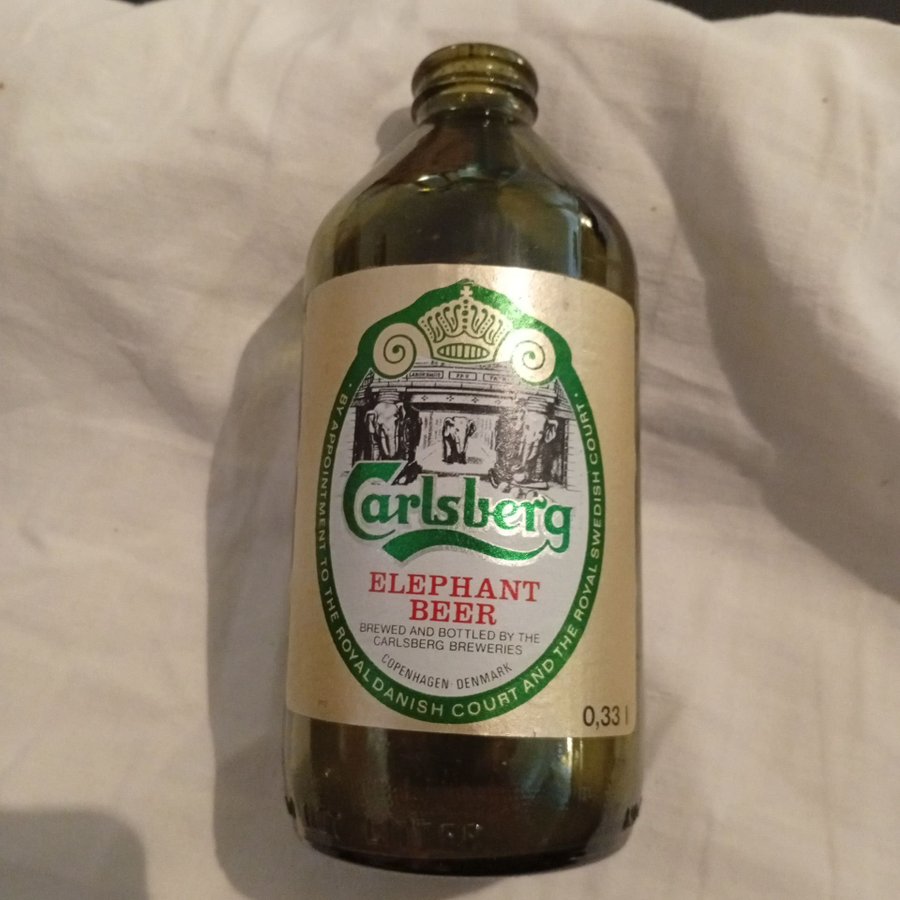 · BY APPOINTMENT TO THE ROYAL DANISH COURT AND THE ROYAL SWEDISH COURT ·
Carlsberg
ELEPHANT
BEER
BREWED AND BOTTLED BY THE
CARLSBERG BREWERIES
COPENHAGEN · DENMARK
0,33 l